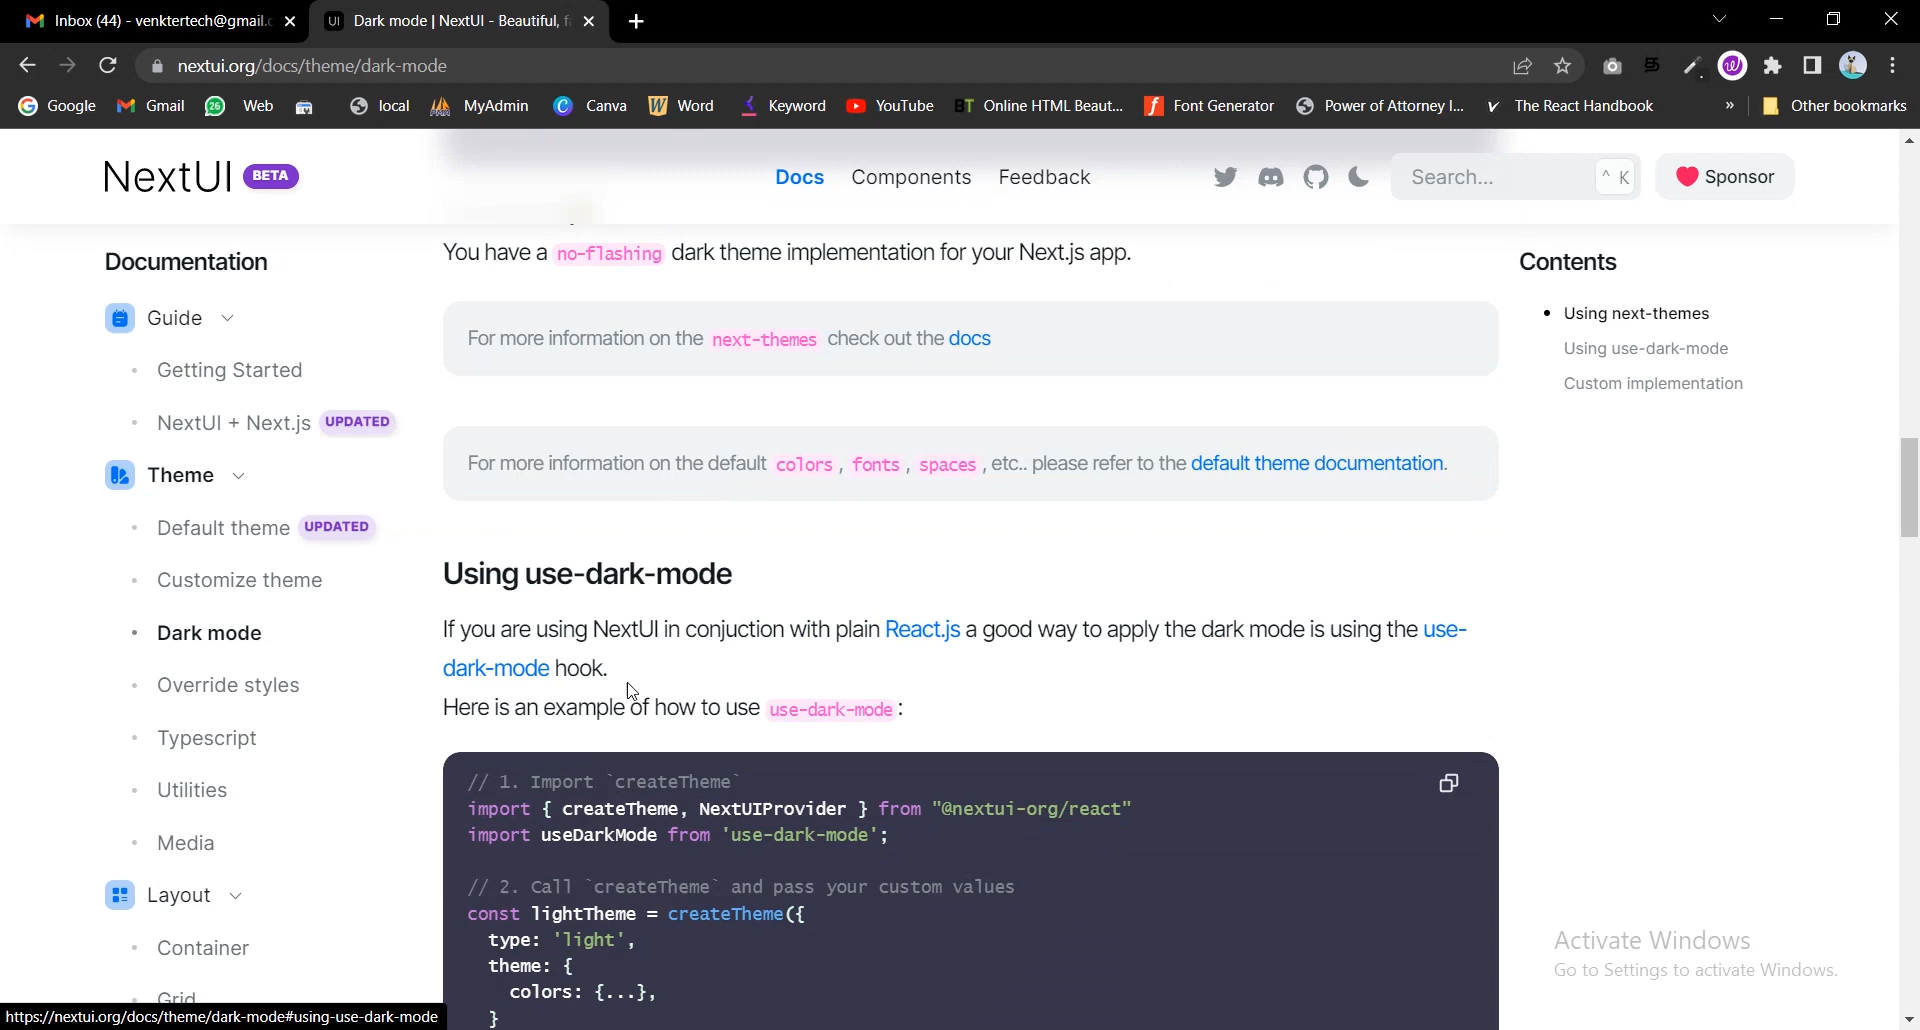 Inbox (44) - venktertech@gmail.c
Dark mode | NextUI - Beautiful, f
nextui.org/docs/theme/dark-mode
Google Gmail Web local MyAdmin Canva Word Keyword YouTube Online HTML Beaut... Font Generator Power of Attorney I... The React Handbook » Other bookmarks
NextUI BETA
Docs Components Feedback
Search... ^ K
Sponsor
Documentation
Guide
Getting Started
NextUI + Next.js UPDATED
Theme
Default theme UPDATED
Customize theme
Dark mode
Override styles
Typescript
Utilities
Media
Layout
Container
Grid
You have a no-flashing dark theme implementation for your Next.js app.
For more information on the next-themes check out the docs
For more information on the default colors, fonts, spaces, etc.. please refer to the default theme documentation.
Using use-dark-mode
If you are using NextUI in conjuction with plain React.js a good way to apply the dark mode is using the use-
dark-mode hook.
Here is an example of how to use use-dark-mode:
// 1. Import `createTheme`
import { createTheme, NextUIProvider } from "@nextui-org/react"
import useDarkMode from 'use-dark-mode';
// 2. Call `createTheme` and pass your custom values
const lightTheme = createTheme({
type: 'light',
theme: {
colors: {...},
}
Contents
Using next-themes
Using use-dark-mode
Custom implementation
Activate Windows
Go to Settings to activate Windows.
https://nextui.org/docs/theme/dark-mode#using-use-dark-mode